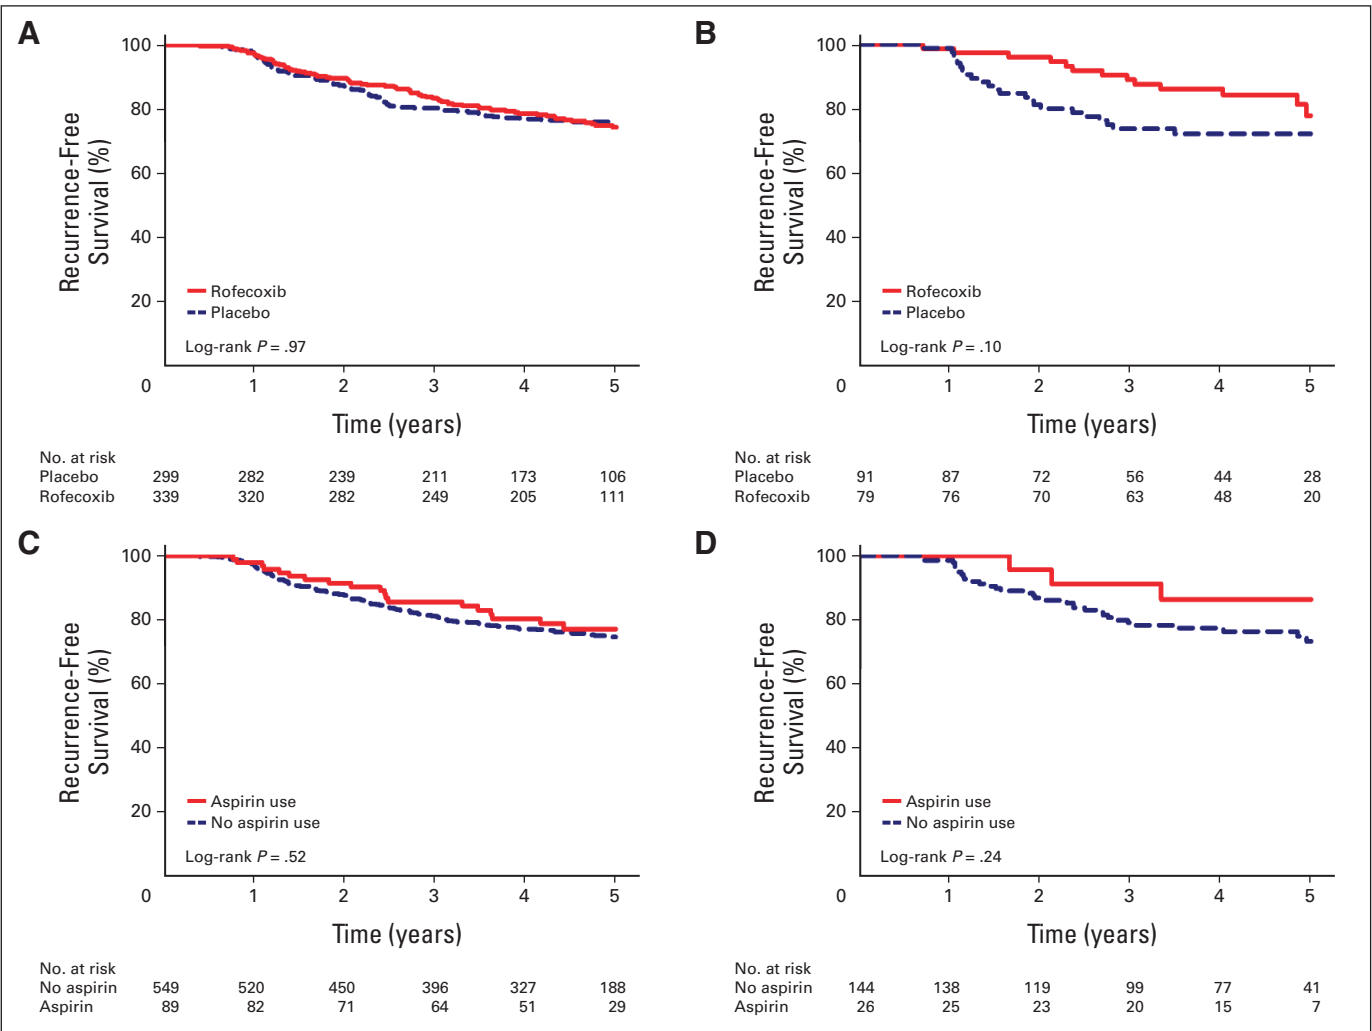 A
Recurrence-Free
Survival (%)
100
80
60
40
20
0
Rofecoxib
Placebo
Log-rank P = .97
1 2 3 4 5
Time (years)
No. at risk
Placebo 299 282 239 211 173 106
Rofecoxib 339 320 282 249 205 111
B
Recurrence-Free
Survival (%)
100
80
60
40
20
0
Rofecoxib
Placebo
Log-rank P = .10
1 2 3 4 5
Time (years)
No. at risk
Placebo 91 87 72 56 44 28
Rofecoxib 79 76 70 63 48 20
C
Recurrence-Free
Survival (%)
100
80
60
40
20
0
Aspirin use
No aspirin use
Log-rank P = .52
1 2 3 4 5
Time (years)
No. at risk
No aspirin 549 520 450 396 327 188
Aspirin 89 82 71 64 51 29
D
Recurrence-Free
Survival (%)
100
80
60
40
20
0
Aspirin use
No aspirin use
Log-rank P = .24
1 2 3 4 5
Time (years)
No. at risk
No aspirin 144 138 119 99 77 41
Aspirin 26 25 23 20 15 7